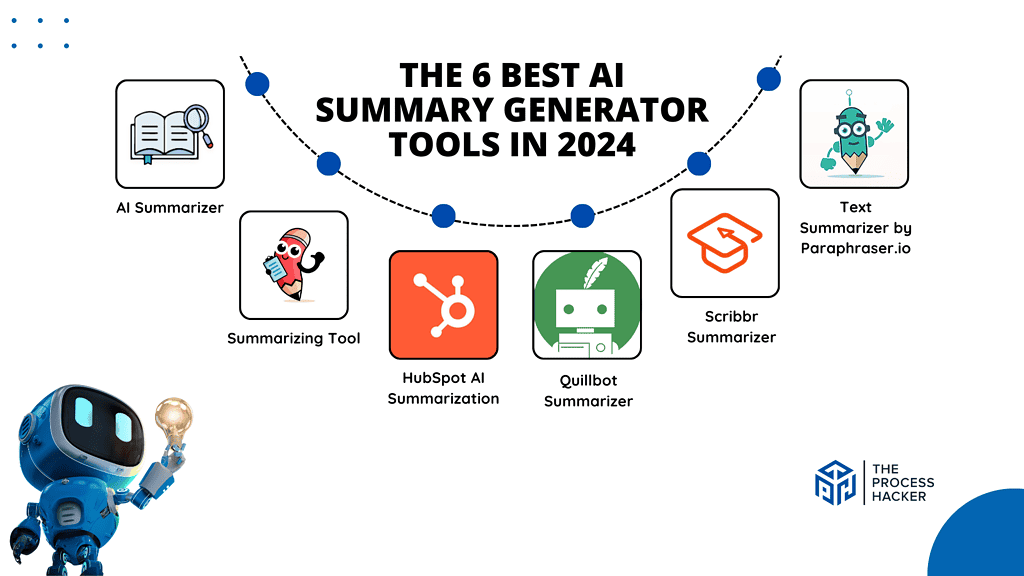 THE 6 BEST AI
SUMMARY GENERATOR
TOOLS IN 2024
AI Summarizer
Summarizing Tool
HubSpot AI
Summarization
Quillbot
Summarizer
Scribbr
Summarizer
Text
Summarizer by
Paraphraser.io
THE
PROCESS
HACKER